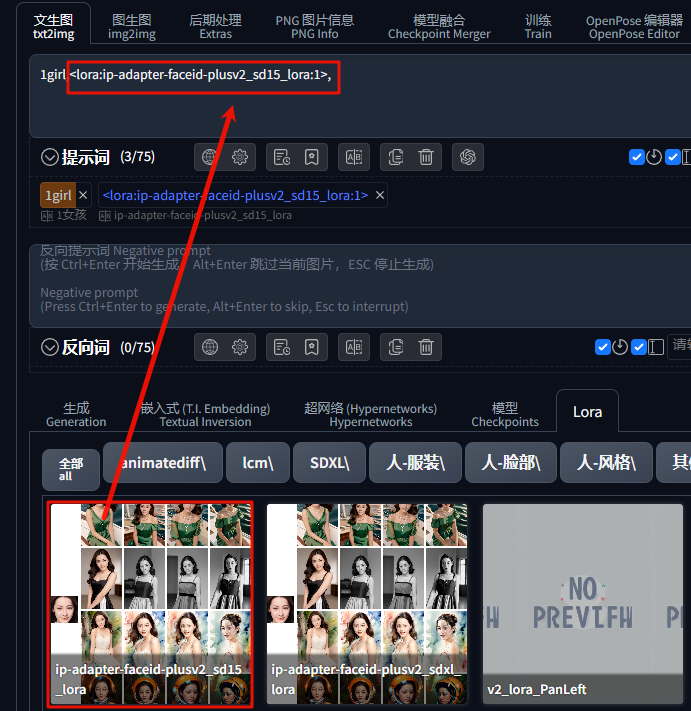 文生图
txt2img
图生图
img2img
后期处理
Extras
PNG 图片信息
PNG Info
模型融合
Checkpoint Merger
训练
Train
OpenPose 编辑器
OpenPose Editor
1girl <lora:ip-adapter-faceid-plusv2_sd15_lora:1>,
提示词 (3/75)
1girl × <lora:ip-adapter-faceid-plusv2_sd15_lora:1> ×
1女孩 ip-adapter-faceid-plusv2_sd15_lora
反向提示词 Negative prompt
(按 Ctrl+Enter 开始生成, Alt+Enter 跳过当前图片, ESC 停止生成)
Negative prompt
(Press Ctrl+Enter to generate, Alt+Enter to skip, Esc to interrupt)
反向词 (0/75)
生成
Generation
嵌入式 (T.I. Embedding)
Textual Inversion
超网络 (Hypernetworks)
Hypernetworks
模型
Checkpoints
Lora
全部
all
animatediff\
lcm\
SDXL\
人-服装\
人-脸部\
人-风格\
ip-adapter-faceid-plusv2_sd15
_lora
ip-adapter-faceid-plusv2_sdxl_
lora
NO
PREVIEW
v2_lora_PanLeft